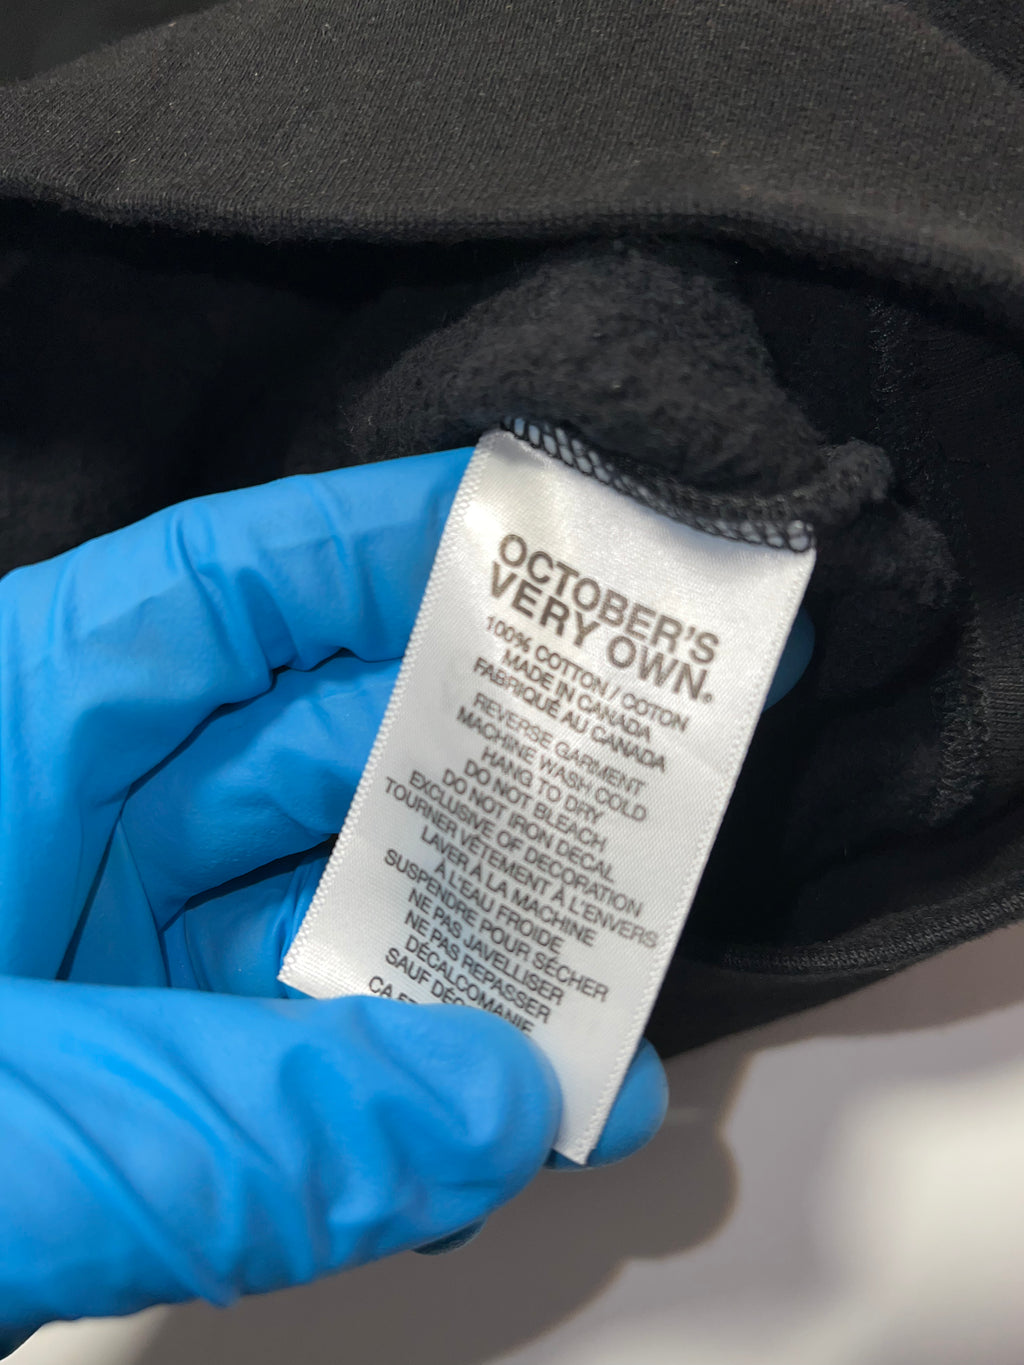 OCTOBER'S
VERY OWN®
100% COTTON / COTON
MADE IN CANADA
FABRIQUÉ AU CANADA
REVERSE GARMENT
MACHINE WASH COLD
HANG TO DRY
DO NOT BLEACH
DO NOT IRON DECAL
EXCLUSIVE OF DECORATION
TOURNER VÊTEMENT À L'ENVERS
LAVER À LA MACHINE
À L'EAU FROIDE
SUSPENDRE POUR SÉCHER
NE PAS JAVELLISER
NE PAS REPASSER
DÉCALCOMANIE
SAUF
CA